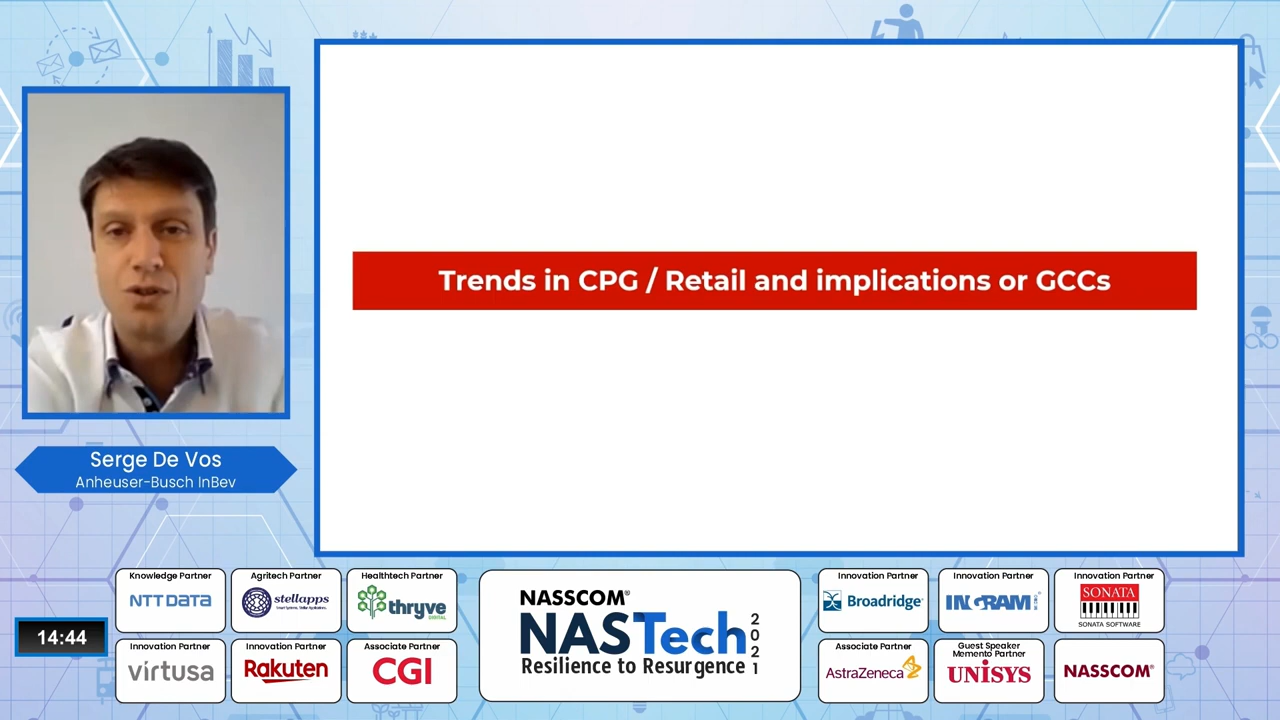 Trends in CPG / Retail and implications or GCCs
Serge De Vos
Anheuser-Busch InBev
14:44
Knowledge Partner
NTT DATA
Agritech Partner
stellapps
Healthtech Partner
thryve
DIGITAL
Innovation Partner
virtusa
Innovation Partner
Rakuten
Associate Partner
CGI
NASSCOM®
NASTech
2021
Resilience to Resurgence
Innovation Partner
Broadridge
Innovation Partner
INGRAM
Innovation Partner
SONATA
SONATA SOFTWARE
Associate Partner
AstraZeneca
Guest Speaker
Memento Partner
UNISYS
NASSCOM®